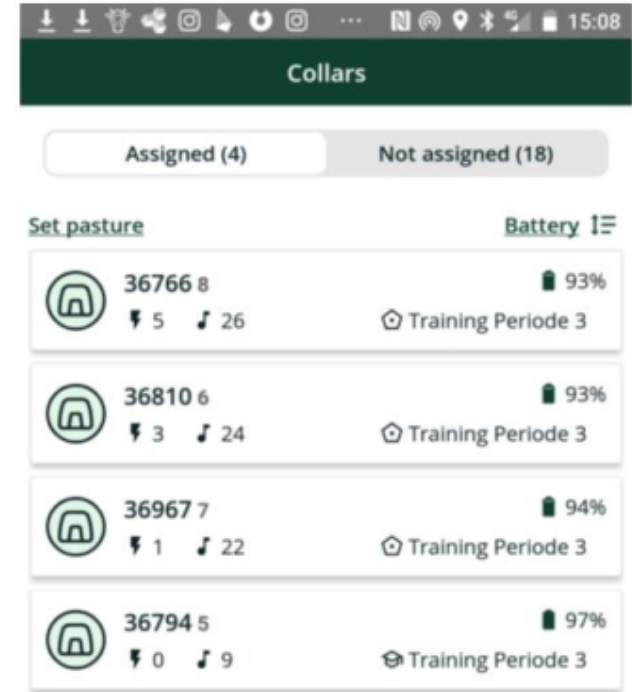 15:08
Collars
Assigned (4) Not assigned (18)
Set pasture Battery
36766 8 93%
5 26 Training Periode 3
36810 6 93%
3 24 Training Periode 3
36967 7 94%
1 22 Training Periode 3
36794 5 97%
0 9 Training Periode 3